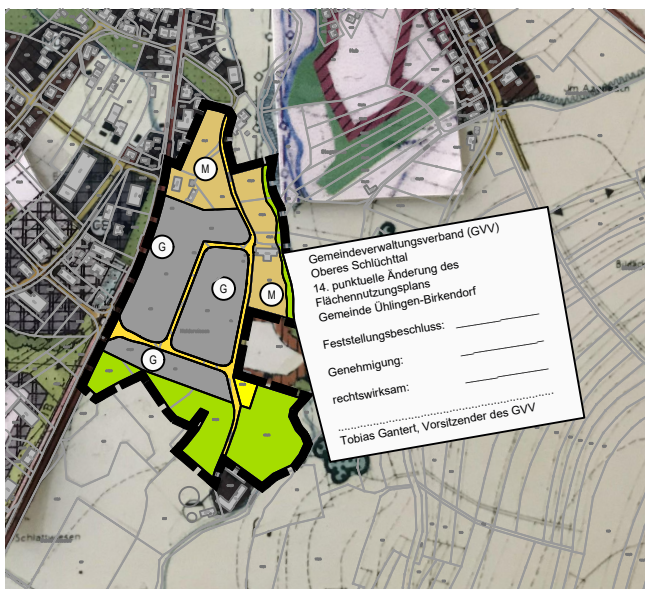 Gemeindeverwaltungsverband (GVV)
Oberes Schlüchttal
14. punktuelle Änderung des
Flächennutzungsplans
Gemeinde Ühlingen-Birkendorf
Feststellungsbeschluss:
Genehmigung:
rechtswirksam:
Tobias Gantert, Vorsitzender des GVV
M
G
G
M
G
GE